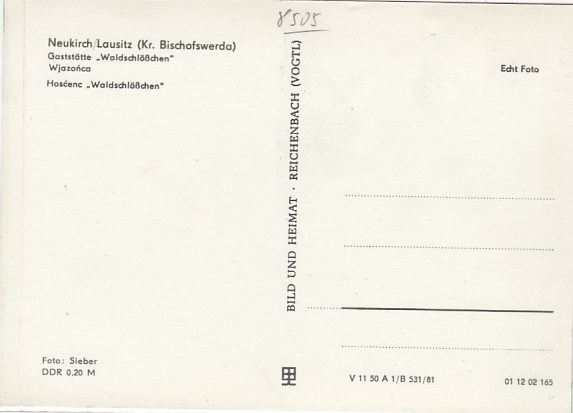 8505
Neukirch/Lausitz (Kr. Bischofswerda)
Gaststätte „Waldschlößchen“
Wjazońca
Hosćenc „Waldschlößchen“
Echt Foto
BILD UND HEIMAT · REICHENBACH (VOGTL)
Foto: Sieber
DDR 0,20 M
V 11 50 A 1/B 531/81
01 12 02 165